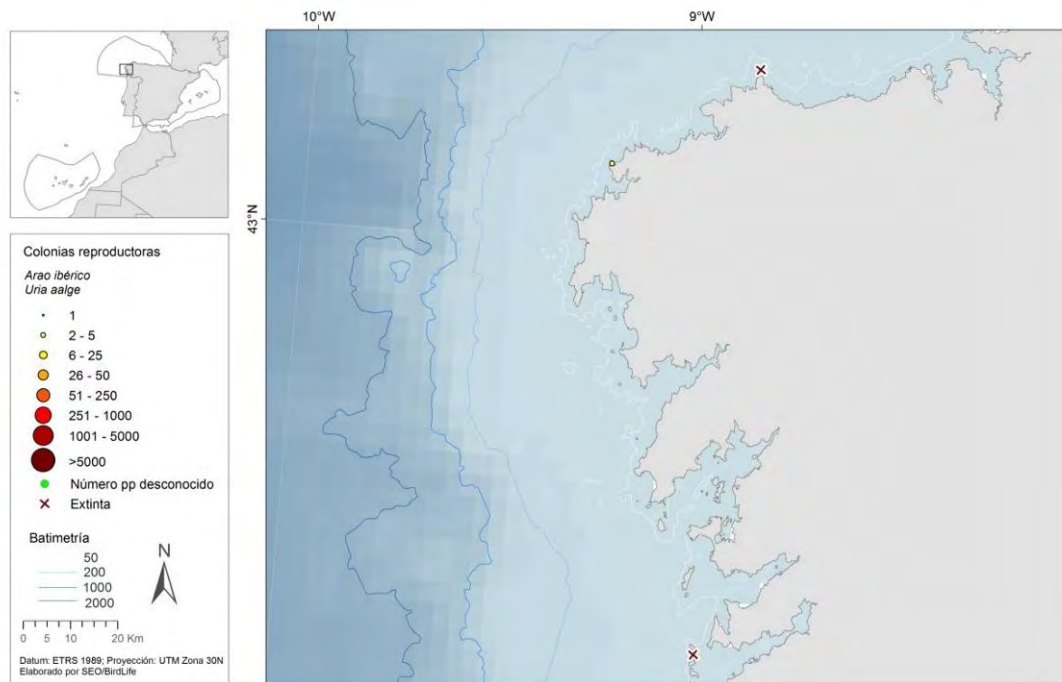 10°W
9°W
43°N
Colonias reproductoras
Arao ibérico
Uria aalge
1
2 - 5
6 - 25
26 - 50
51 - 250
251 - 1000
1001 - 5000
>5000
Número pp desconocido
Extinta
Batimetría
50
200
1000
2000
N
0 5 10 20 Km
Datum: ETRS 1989; Proyección: UTM Zona 30N
Elaborado por SEO/BirdLife